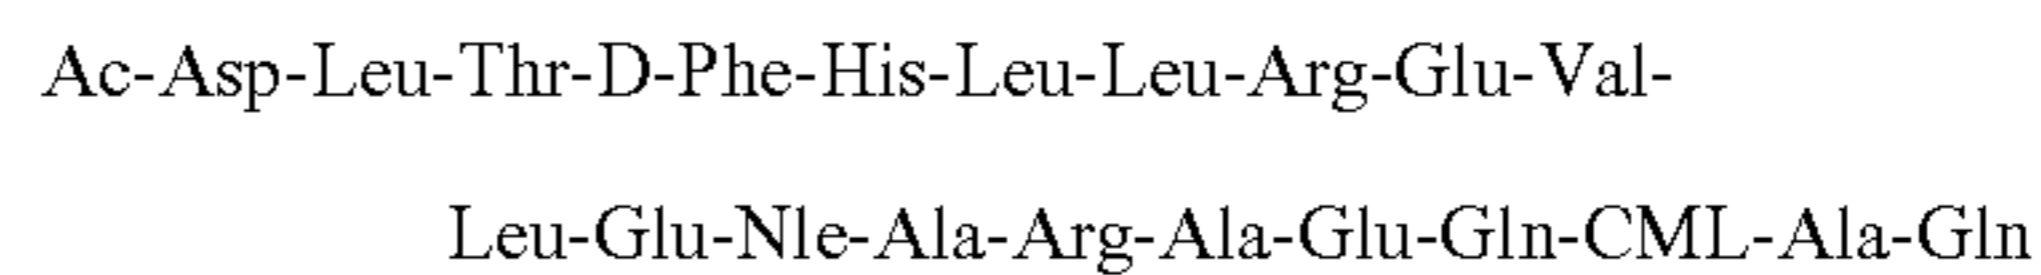 Ac-Asp-Leu-Thr-D-Phe-His-Leu-Leu-Arg-Glu-Val-
Leu-Glu-Nle-Ala-Arg-Ala-Glu-Gln-CML-Ala-Gln